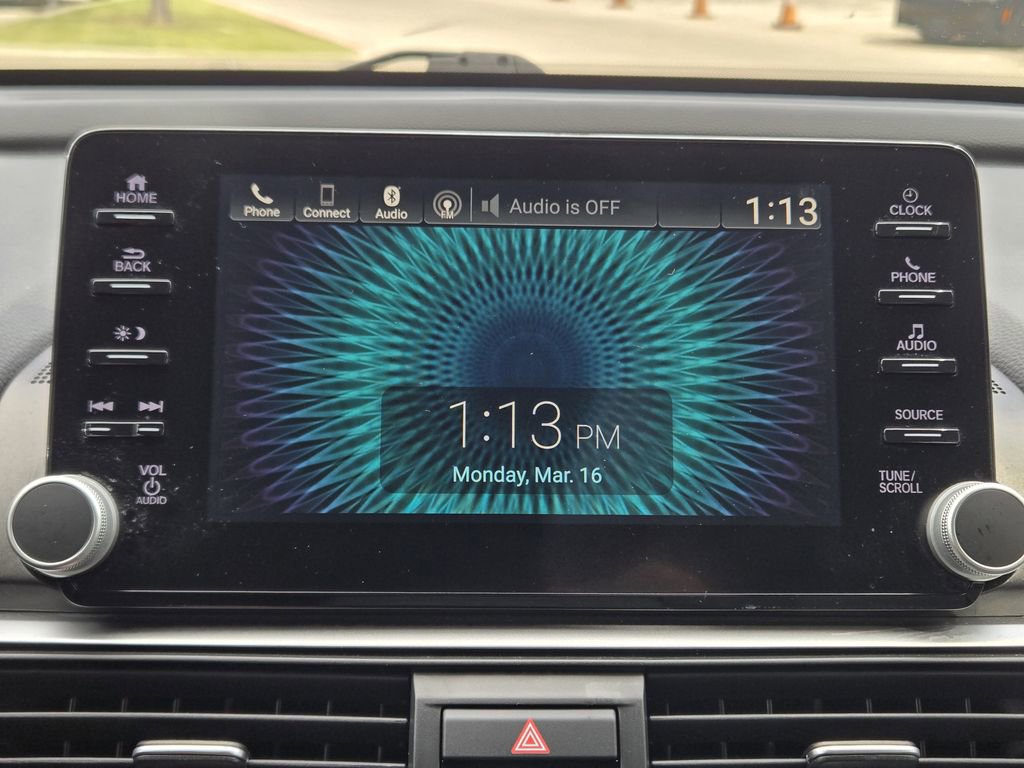 HOME
BACK
VOL
AUDIO
Phone
Connect
Audio
FM
Audio is OFF
1:13
1:13 PM
Monday, Mar. 16
CLOCK
PHONE
AUDIO
SOURCE
TUNE/
SCROLL